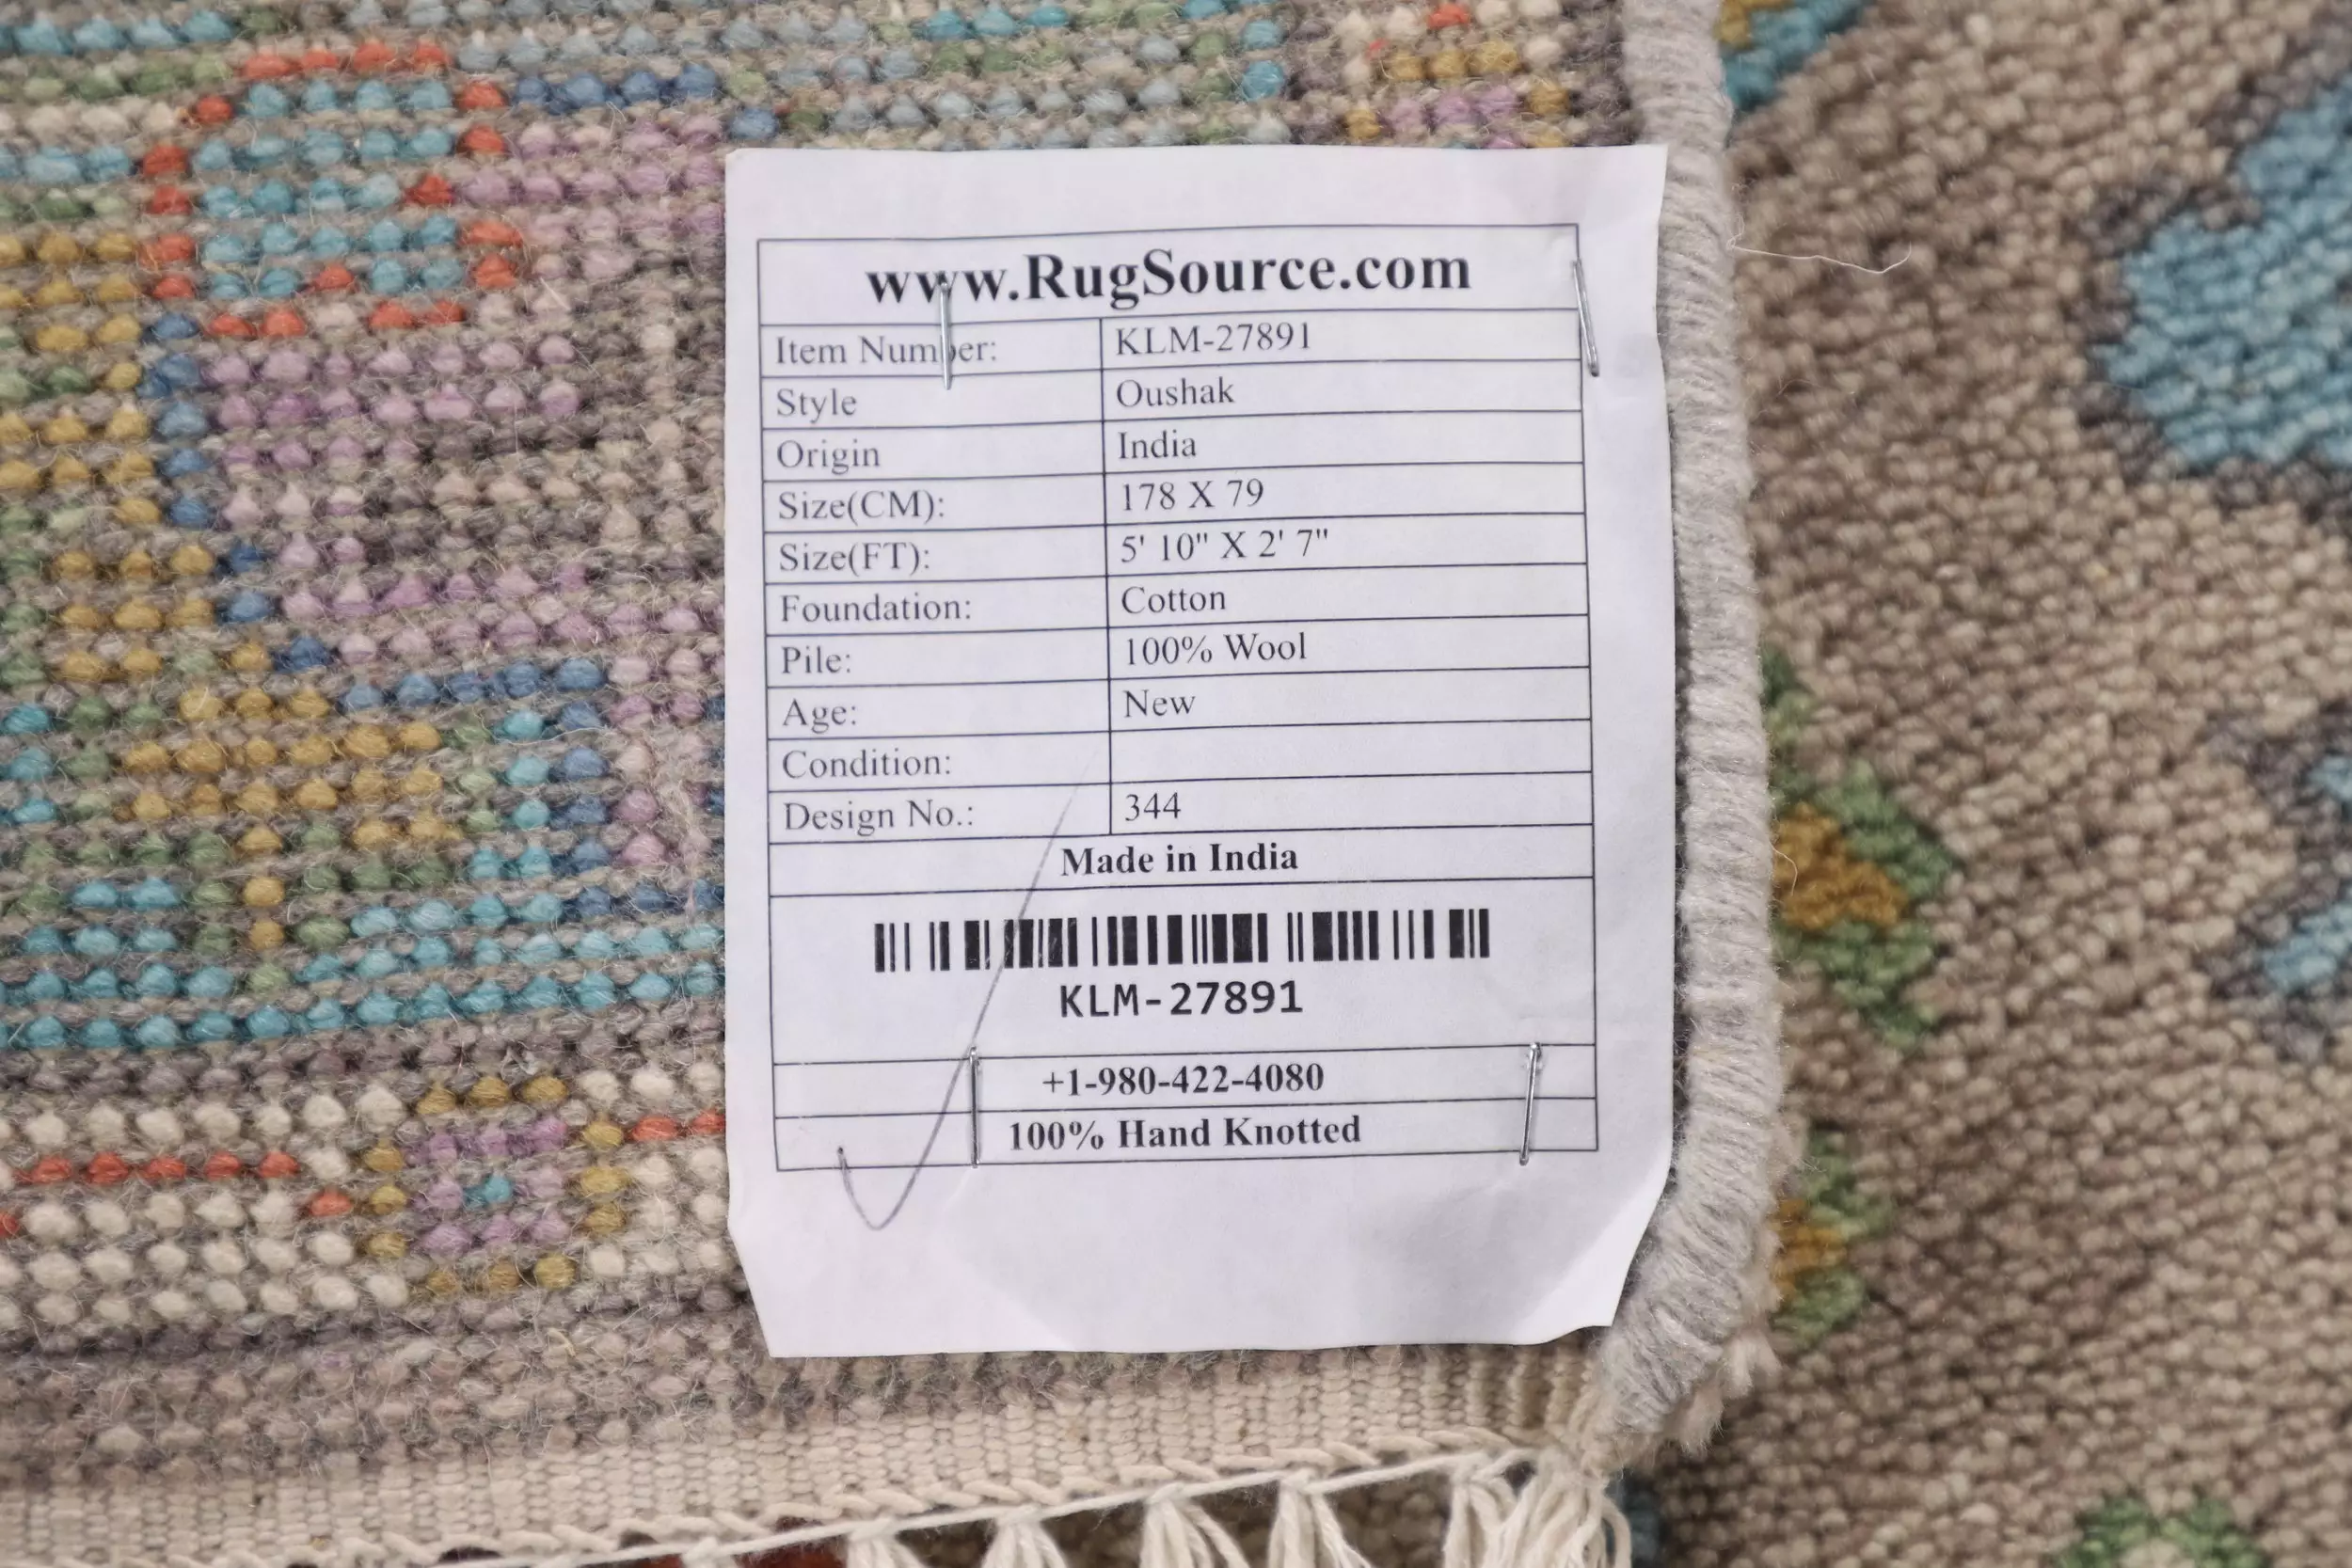 www.RugSource.com
Item Number: KLM-27891
Style Oushak
Origin India
Size(CM): 178 X 79
Size(FT): 5' 10" X 2' 7"
Foundation: Cotton
Pile: 100% Wool
Age: New
Condition:
Design No.: 344
Made in India
KLM-27891
+1-980-422-4080
100% Hand Knotted